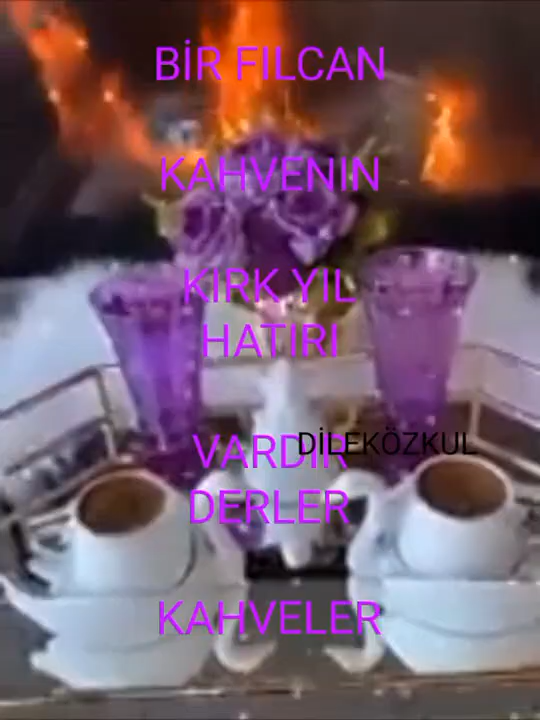 BİR FILCAN
KAHVENIN
KIRK YIL
HATIRI
VARDIR
DİLEKÖZKUL
DERLER
KAHVELER